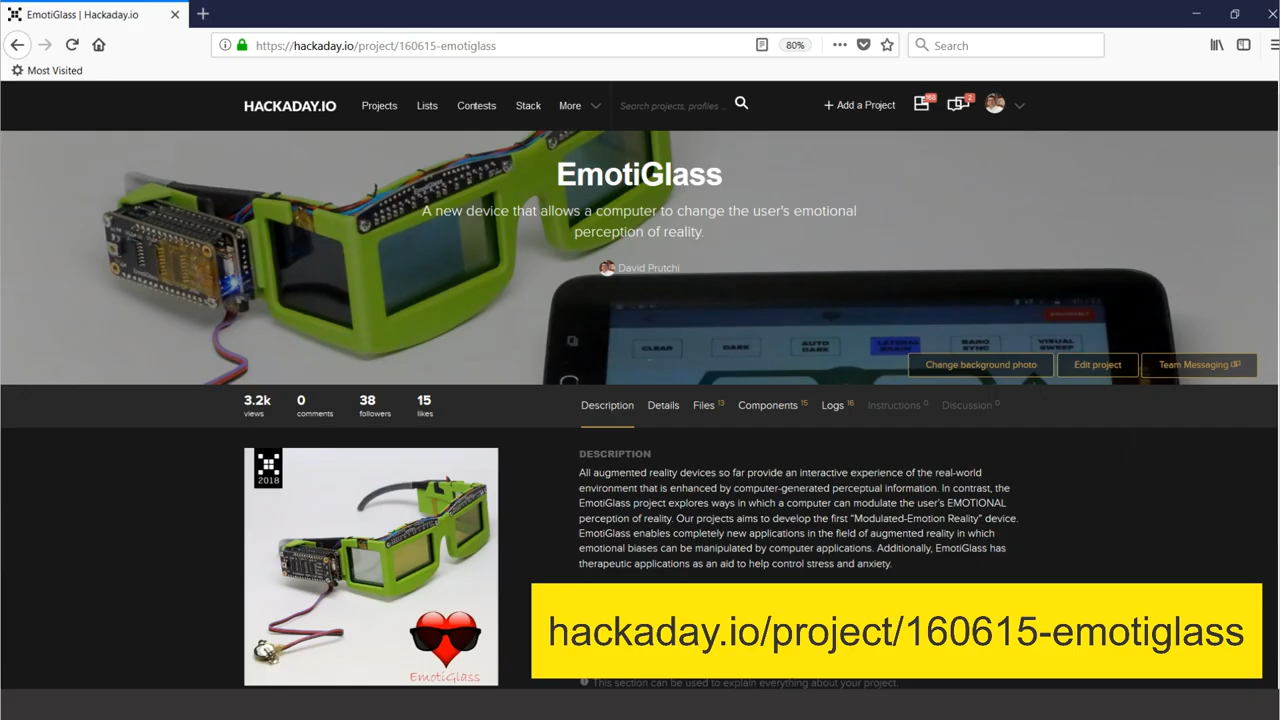 EmotiGlass | Hackaday.io
https://hackaday.io/project/160615-emotiglass
80%
Search
Most Visited
HACKADAY.IO
Projects
Lists
Contests
Stack
More
Search projects, profiles ...
+ Add a Project
168
2
EmotiGlass
A new device that allows a computer to change the user's emotional
perception of reality.
David Prutchi
CLEAR
DARK
AUTO
DARK
LATERAL
BRAIN
BARO
SYNC
VISUAL
SWEEP
Change background photo
Edit project
Team Messaging
3.2k
views
0
comments
38
followers
15
likes
Description
Details
Files 13
Components 15
Logs 16
Instructions 0
Discussion 0
2018
EmotiGlass
DESCRIPTION
All augmented reality devices so far provide an interactive experience of the real-world
environment that is enhanced by computer-generated perceptual information. In contrast, the
EmotiGlass project explores ways in which a computer can modulate the user's EMOTIONAL
perception of reality. Our projects aims to develop the first “Modulated-Emotion Reality” device.
EmotiGlass enables completely new applications in the field of augmented reality in which
emotional biases can be manipulated by computer applications. Additionally, EmotiGlass has
therapeutic applications as an aid to help control stress and anxiety.
hackaday.io/project/160615-emotiglass
This section can be used to explain everything about your project.